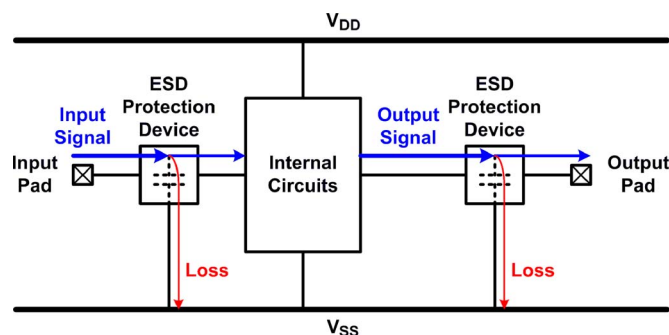 VDD
ESD
Protection
Device
Input
Signal
Input
Pad
Internal
Circuits
Output
Signal
ESD
Protection
Device
Output
Pad
Loss
Loss
VSS